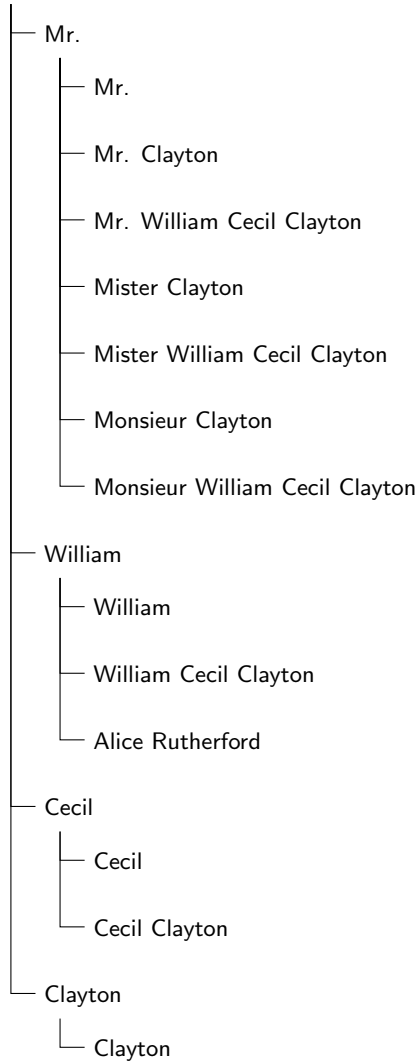 Mr.
Mr.
Mr. Clayton
Mr. William Cecil Clayton
Mister Clayton
Mister William Cecil Clayton
Monsieur Clayton
Monsieur William Cecil Clayton
William
William
William Cecil Clayton
Alice Rutherford
Cecil
Cecil
Cecil Clayton
Clayton
Clayton